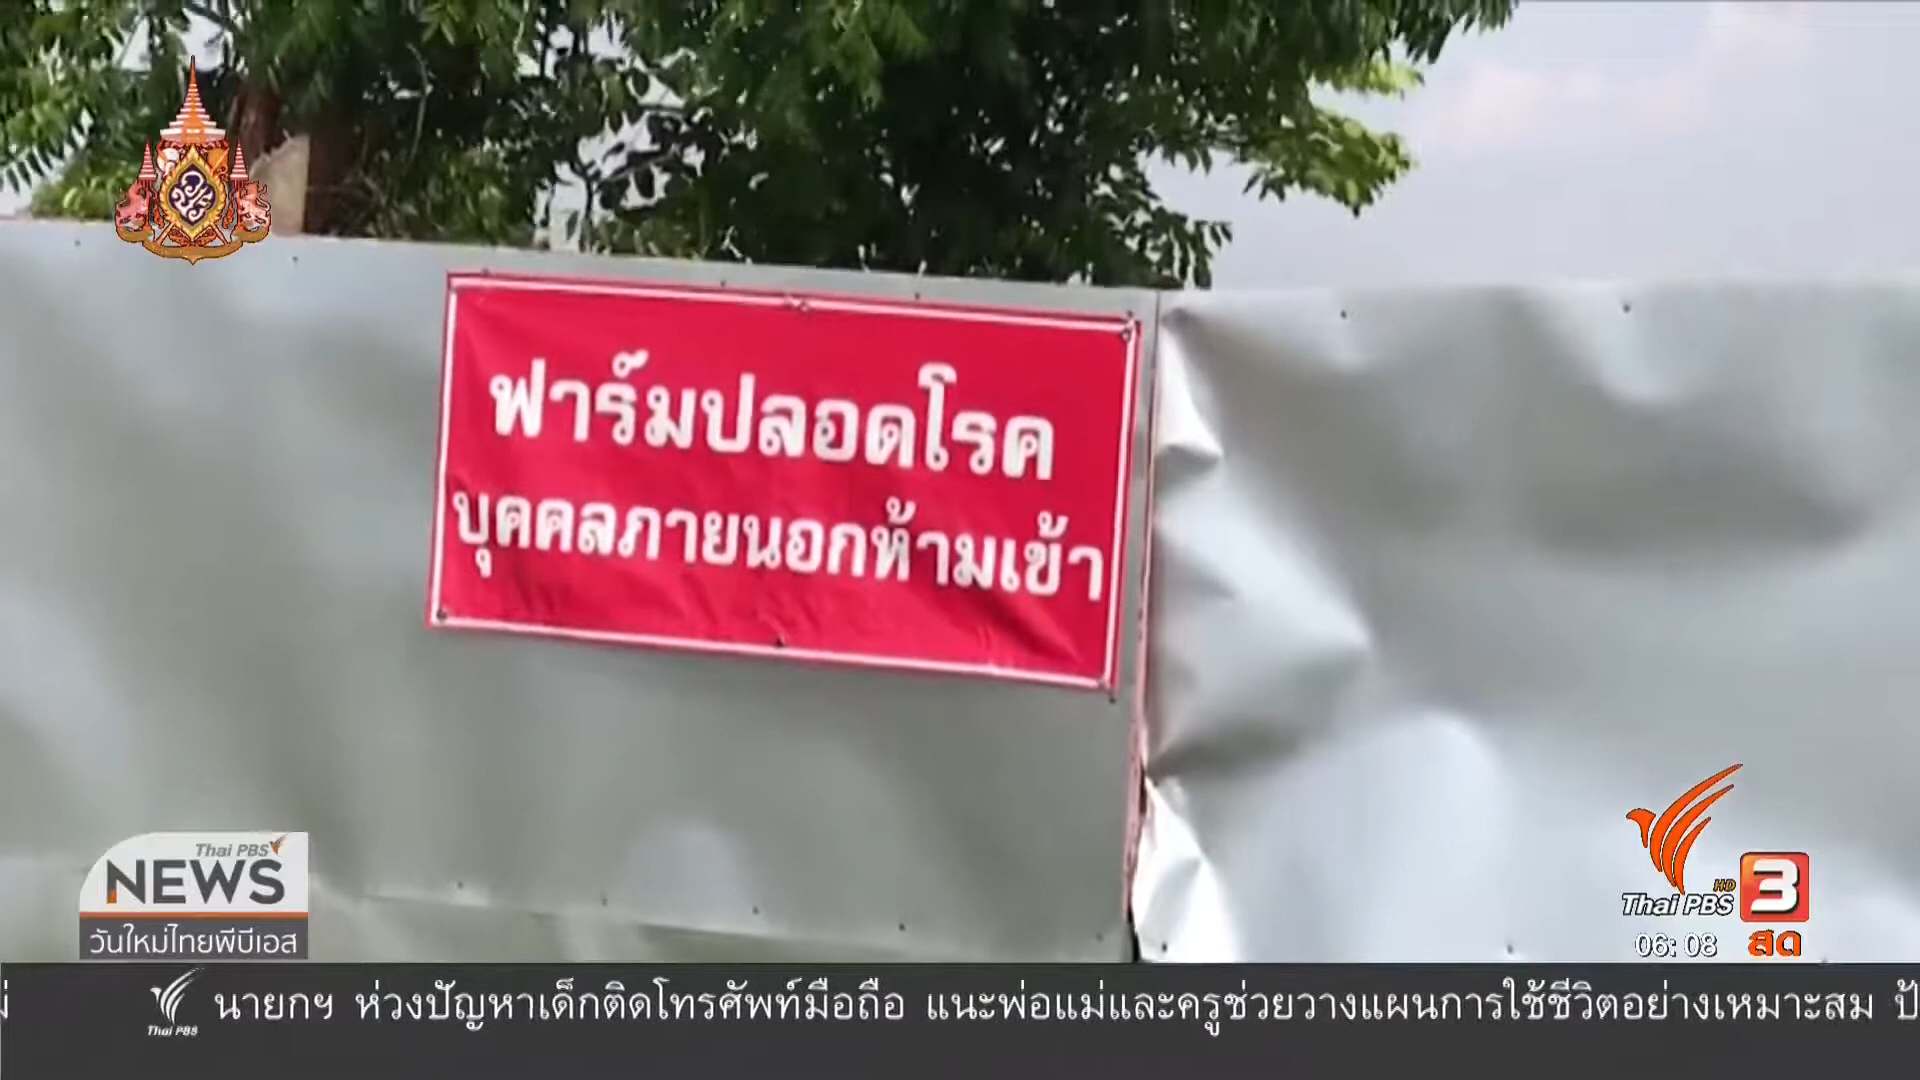 ฟาร์มปลอดโรค
บุคคลภายนอกห้ามเข้า
Thai PBS
NEWS
วันใหม่ไทยพีบีเอส
HD
Thai PBS
3
06:08 สด
Thai PBS
นายกฯ ห่วงปัญหาเด็กติดโทรศัพท์มือถือ แนะพ่อแม่และครูช่วยวางแผนการใช้ชีวิตอย่างเหมาะสม